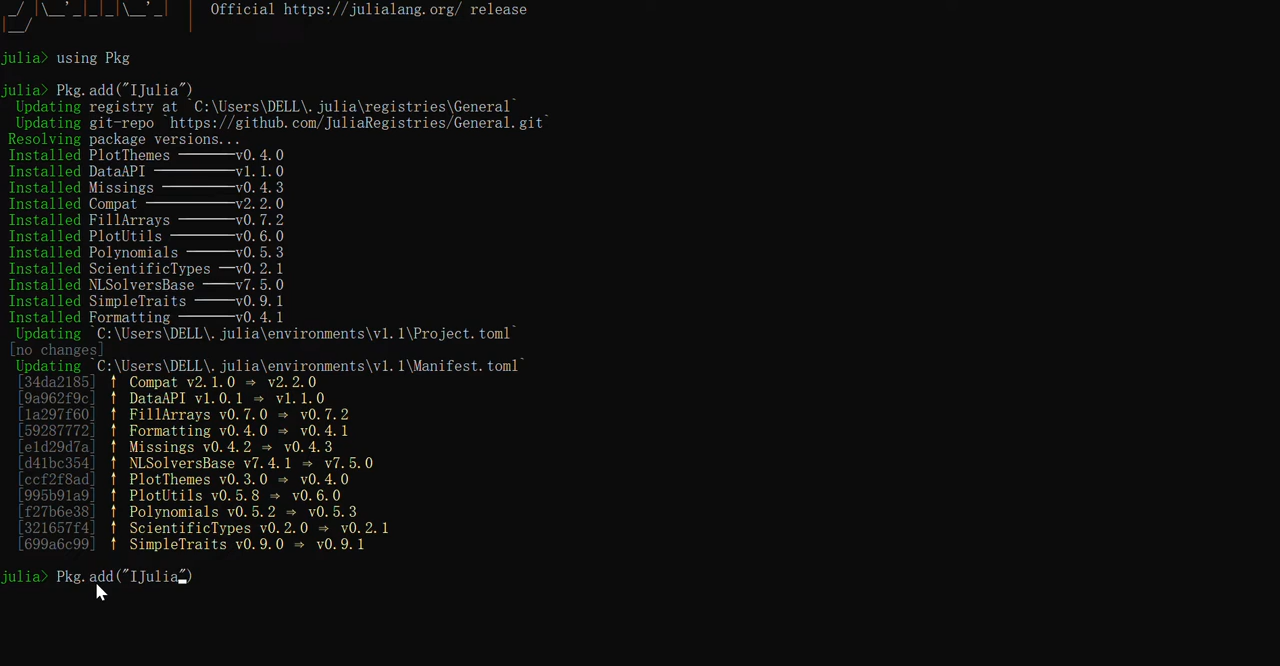 _/ |\__'_|_|_|\__'_| | Official https://julialang.org/ release
|__/ |
julia> using Pkg
julia> Pkg.add("IJulia")
Updating registry at `C:\Users\DELL\.julia\registries\General`
Updating git-repo `https://github.com/JuliaRegistries/General.git`
Resolving package versions...
Installed PlotThemes ───────v0.4.0
Installed DataAPI ──────────v1.1.0
Installed Missings ─────────v0.4.3
Installed Compat ───────────v2.2.0
Installed FillArrays ───────v0.7.2
Installed PlotUtils ────────v0.6.0
Installed Polynomials ──────v0.5.3
Installed ScientificTypes ──v0.2.1
Installed NLSolversBase ────v7.5.0
Installed SimpleTraits ─────v0.9.1
Installed Formatting ───────v0.4.1
Updating `C:\Users\DELL\.julia\environments\v1.1\Project.toml`
[no changes]
Updating `C:\Users\DELL\.julia\environments\v1.1\Manifest.toml`
[34da2185] ↑ Compat v2.1.0 ⇒ v2.2.0
[9a962f9c] ↑ DataAPI v1.0.1 ⇒ v1.1.0
[1a297f60] ↑ FillArrays v0.7.0 ⇒ v0.7.2
[59287772] ↑ Formatting v0.4.0 ⇒ v0.4.1
[e1d29d7a] ↑ Missings v0.4.2 ⇒ v0.4.3
[d41bc354] ↑ NLSolversBase v7.4.1 ⇒ v7.5.0
[ccf2f8ad] ↑ PlotThemes v0.3.0 ⇒ v0.4.0
[995b91a9] ↑ PlotUtils v0.5.8 ⇒ v0.6.0
[f27b6e38] ↑ Polynomials v0.5.2 ⇒ v0.5.3
[321657f4] ↑ ScientificTypes v0.2.0 ⇒ v0.2.1
[699a6c99] ↑ SimpleTraits v0.9.0 ⇒ v0.9.1
julia> Pkg.add("IJulia")